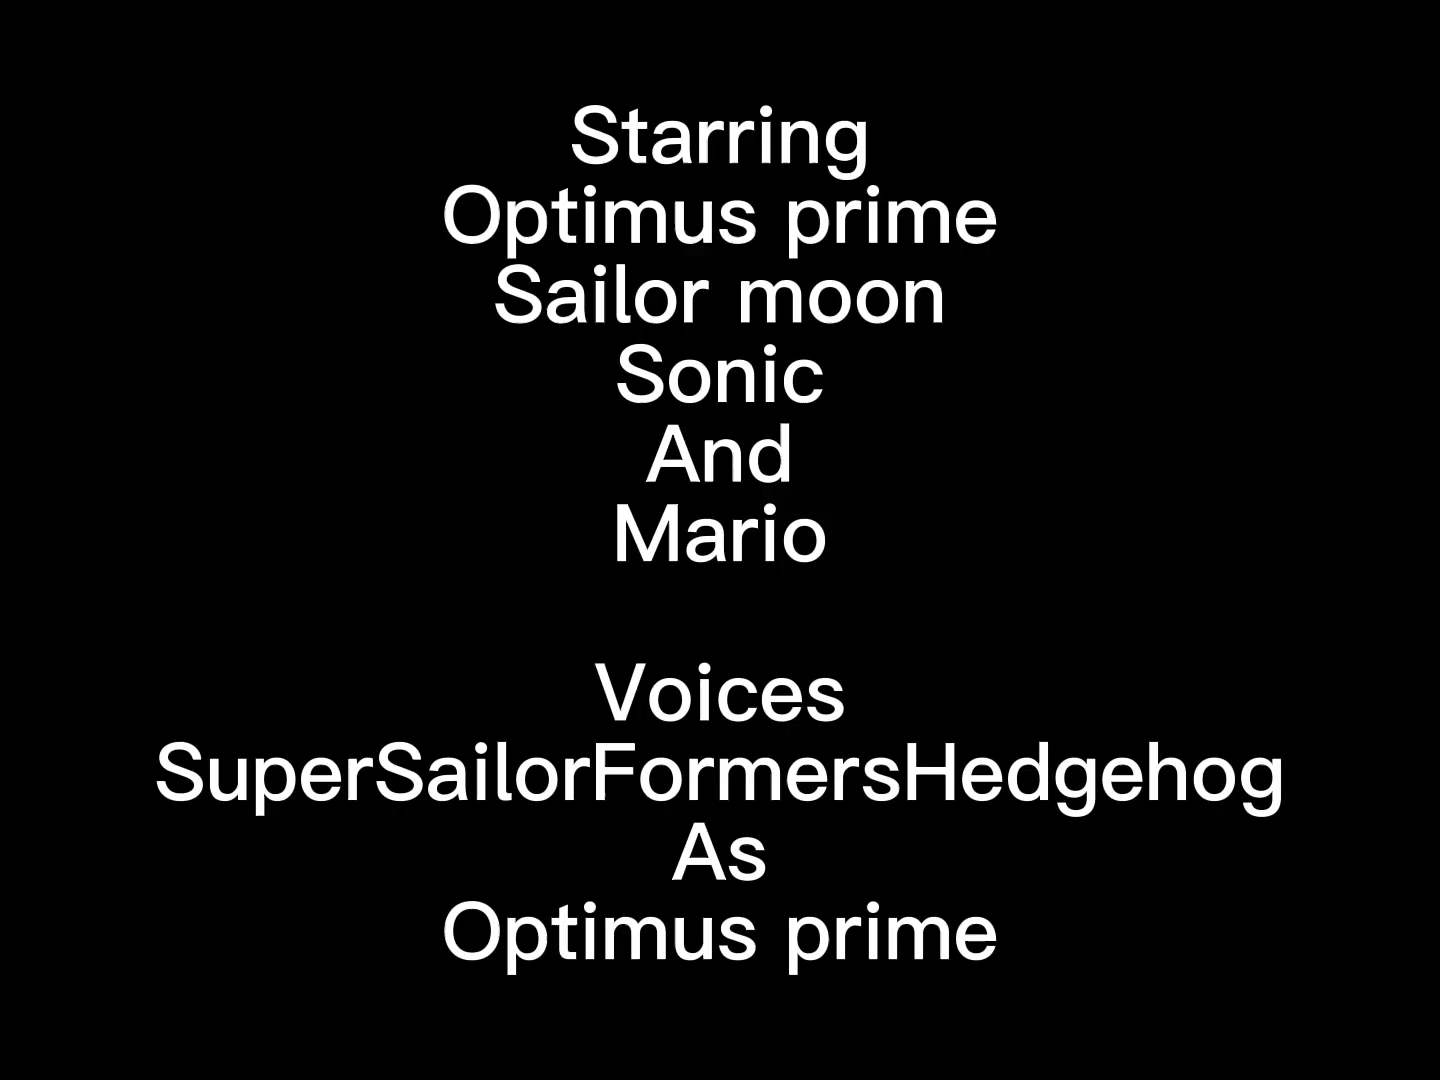 Starring
Optimus prime
Sailor moon
Sonic
And
Mario
Voices
SuperSailorFormersHedgehog
As
Optimus prime